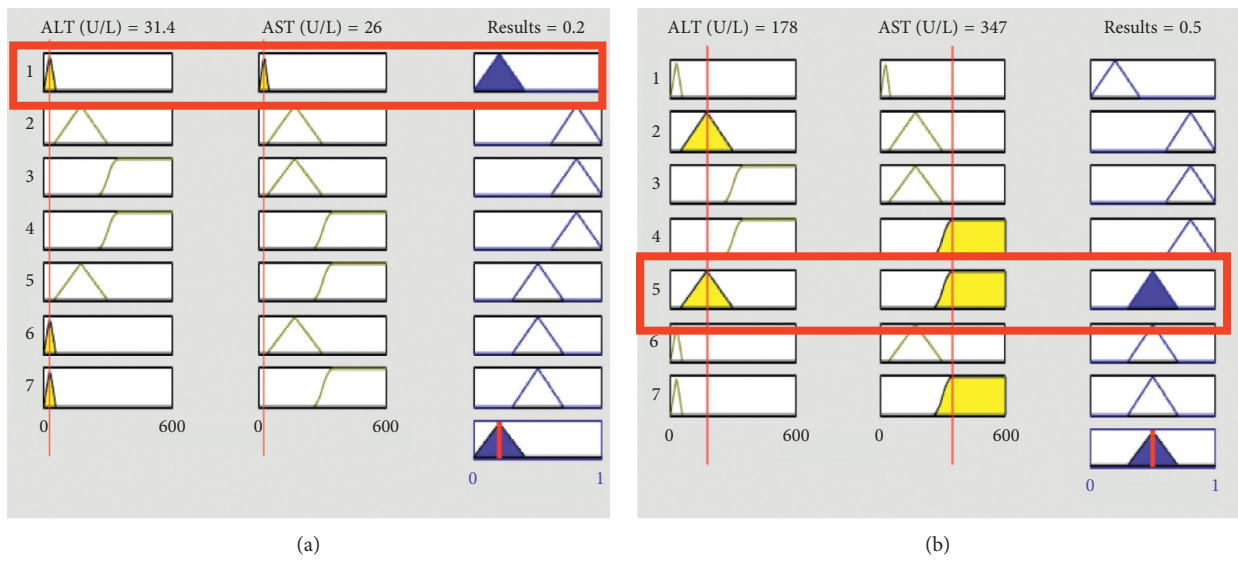 ALT (U/L) = 31.4 AST (U/L) = 26 Results = 0.2
1
2
3
4
5
6
7
0 600 0 600
0 1
(a)
ALT (U/L) = 178 AST (U/L) = 347 Results = 0.5
1
2
3
4
5
6
7
0 600 0 600
0 1
(b)